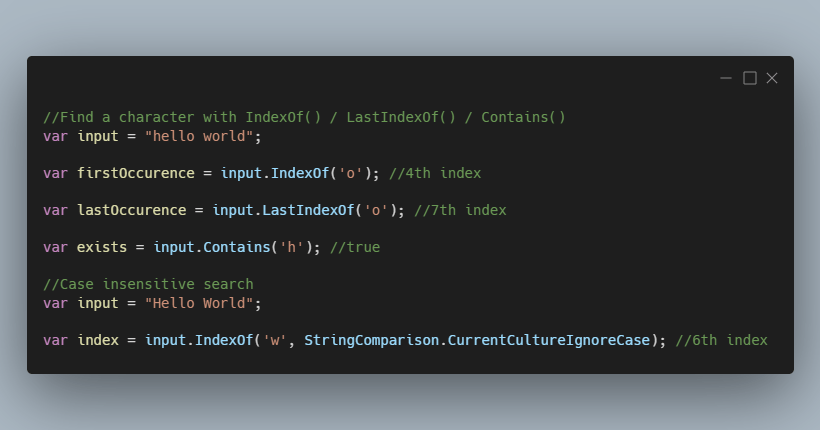 //Find a character with IndexOf() / LastIndexOf() / Contains()
var input = "hello world";
var firstOccurence = input.IndexOf('o'); //4th index
var lastOccurence = input.LastIndexOf('o'); //7th index
var exists = input.Contains('h'); //true
//Case insensitive search
var input = "Hello World";
var index = input.IndexOf('w', StringComparison.CurrentCultureIgnoreCase); //6th index